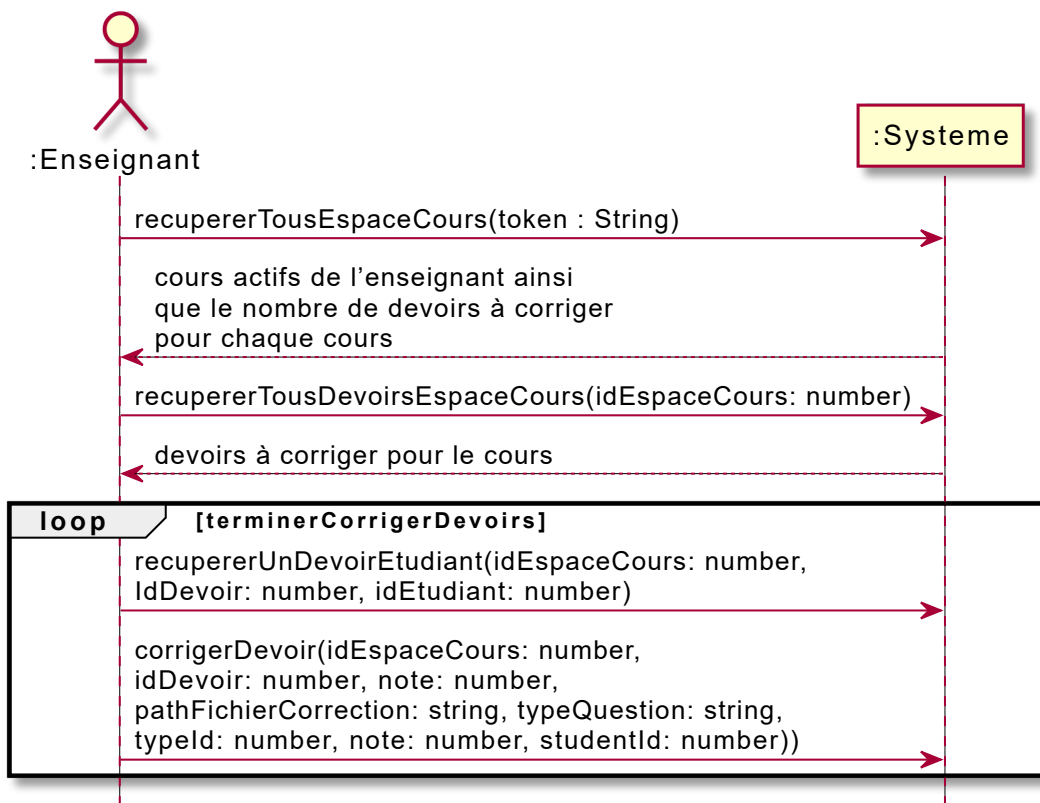 :Enseignant
:Systeme
recupererTousEspaceCours(token : String)
cours actifs de l'enseignant ainsi
que le nombre de devoirs à corriger
pour chaque cours
recupererTousDevoirsEspaceCours(idEspaceCours: number)
devoirs à corriger pour le cours
loop
[terminerCorrigerDevoirs]
recupererUnDevoirEtudiant(idEspaceCours: number,
IdDevoir: number, idEtudiant: number)
corrigerDevoir(idEspaceCours: number,
idDevoir: number, note: number,
pathFichierCorrection: string, typeQuestion: string,
typeId: number, note: number, studentId: number))